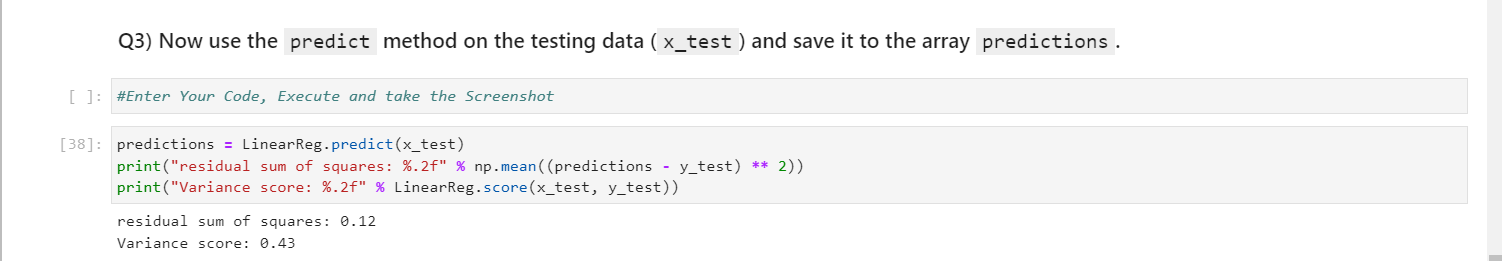 Q3) Now use the predict method on the testing data ( x_test ) and save it to the array predictions .
[ ]: #Enter Your Code, Execute and take the Screenshot
[38]: predictions = LinearReg.predict(x_test)
print("residual sum of squares: %.2f" % np.mean((predictions - y_test) ** 2))
print("Variance score: %.2f" % LinearReg.score(x_test, y_test))
residual sum of squares: 0.12
Variance score: 0.43